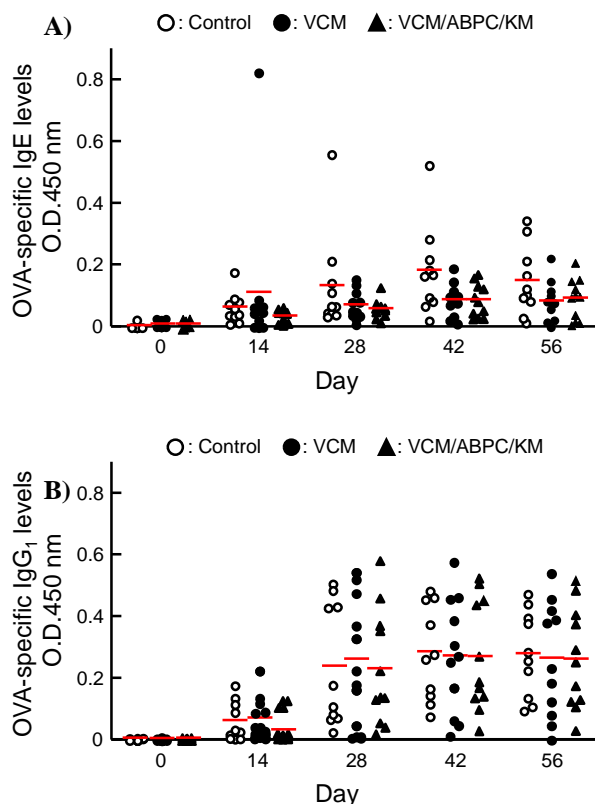 A)
○: Control ●: VCM ▲: VCM/ABPC/KM
OVA-specific IgE levels
O.D.450 nm
0.8
0.6
0.4
0.2
0
0 14 28 42 56
Day
○: Control ●: VCM ▲: VCM/ABPC/KM
B)
OVA-specific IgG₁ levels
O.D.450 nm
0.8
0.6
0.4
0.2
0
0 14 28 42 56
Day